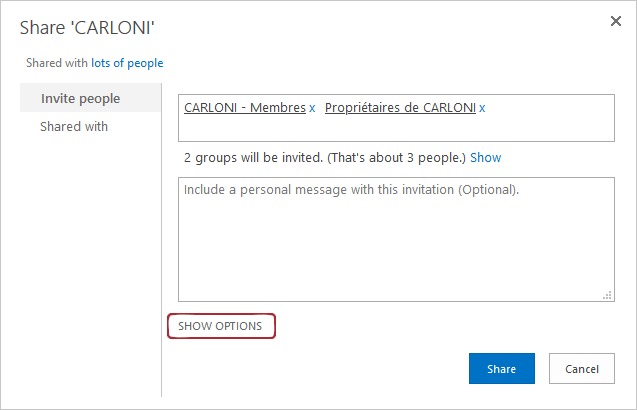 Share 'CARLONI'
Shared with lots of people
Invite people
Shared with
CARLONI - Membres x Propriétaires de CARLONI x
2 groups will be invited. (That's about 3 people.) Show
Include a personal message with this invitation (Optional).
SHOW OPTIONS
Share Cancel